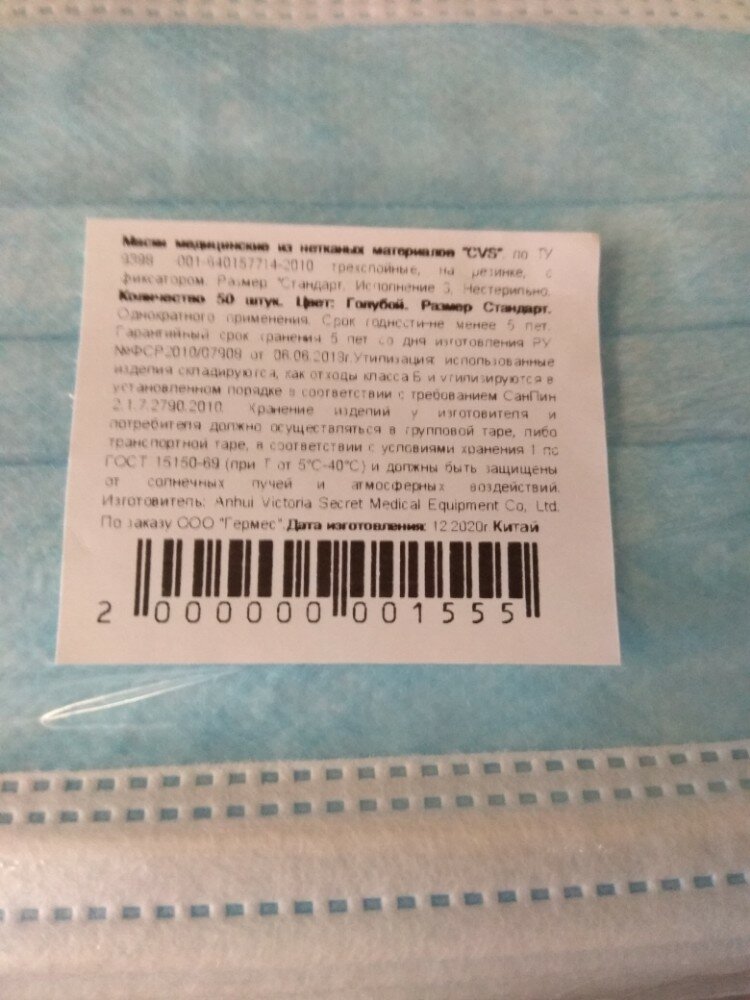 Маски медицинские из нетканых материалов "CVS", по ТУ
9398 -001-640157714-2010 трехслойные, на резинке, с
фиксатором. Размер "Стандарт. Исполнение 3, Нестерильно.
Количество 50 штук. Цвет: Голубой. Размер Стандарт.
Однократного применения. Срок годности-не менее 5 лет.
Гарантийный срок хранения 5 лет со дня изготовления РУ
№ФСР2010/07908 от 06.06.2013г.Утилизация: использованные
изделия складируются, как отходы класса Б и утилизируются в
установленном порядке в соответствии с требованием СанПин
2.1.7.2790.2010. Хранение изделий у изготовителя и
потребителя должно осуществляться в групповой таре, либо
транспортной таре, в соответствии с условиями хранения 1 по
ГОСТ 15150-69 (при Т от 5°С-40°С) и должны быть защищены
от солнечных лучей и атмосферных воздействий.
Изготовитель: Anhui Victoria Secret Medical Equipment Co, Ltd.
По заказу ООО "Гермес".Дата изготовления: 12.2020г.Китай
2 000000 001555